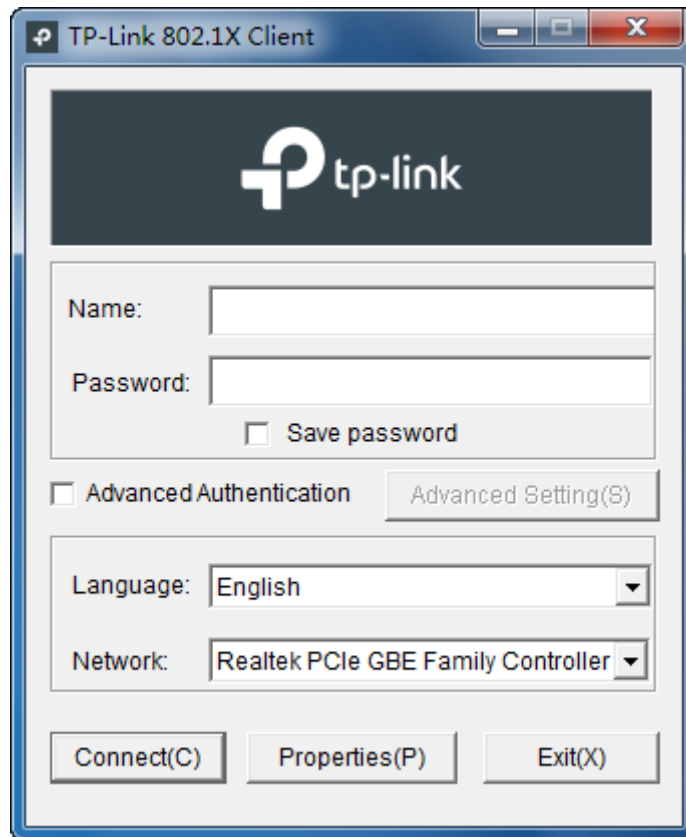 TP-Link 802.1X Client
tp-link
Name:
Password:
Save password
Advanced Authentication Advanced Setting(S)
Language: English
Network: Realtek PCIe GBE Family Controller
Connect(C) Properties(P) Exit(X)